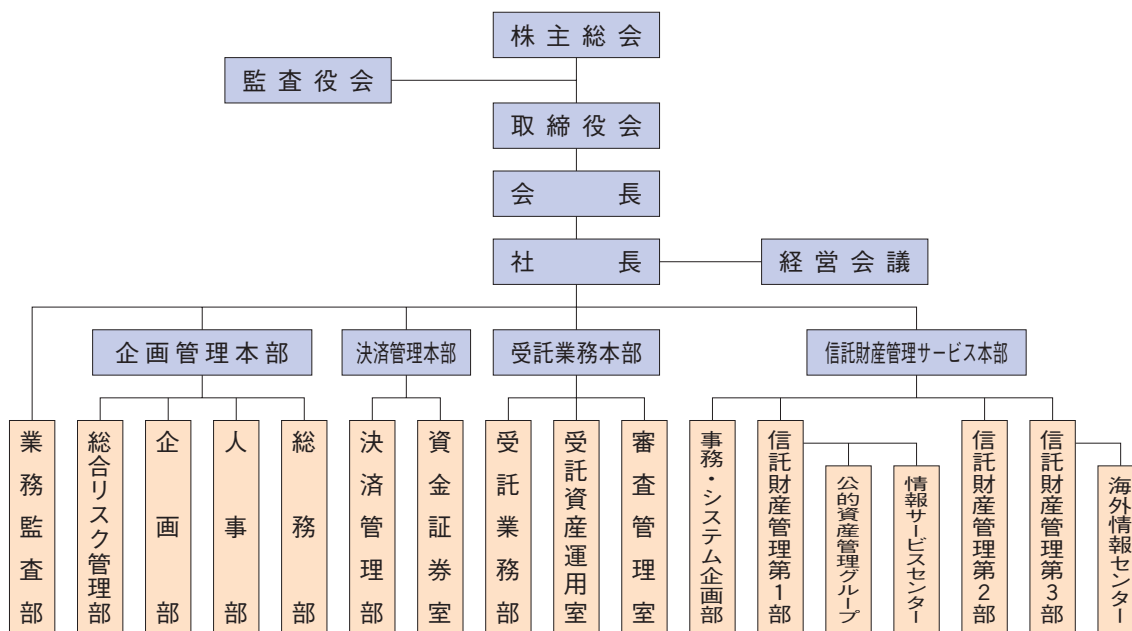 株主総会
監査役会
取締役会
会長
社長
経営会議
企画管理本部
決済管理本部
受託業務本部
信託財産管理サービス本部
業務監査部
総合リスク管理部
企画部
人事部
総務部
決済管理部
資金証券室
受託業務部
受託資産運用室
審査管理室
事務・システム企画部
信託財産管理第1部
公的資産管理グループ
情報サービスセンター
信託財産管理第2部
信託財産管理第3部
海外情報センター